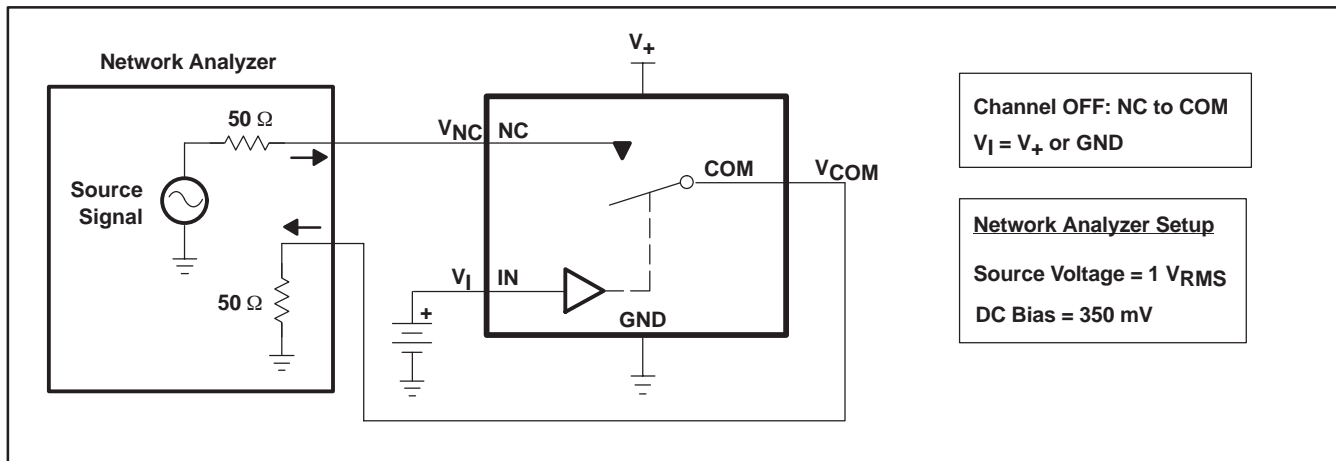 V+
Network Analyzer
50 Ω
VNC NC
COM
VCOM
Source
Signal
50 Ω
VI IN
+
GND
Channel OFF: NC to COM
VI = V+ or GND
Network Analyzer Setup
Source Voltage = 1 VRMS
DC Bias = 350 mV